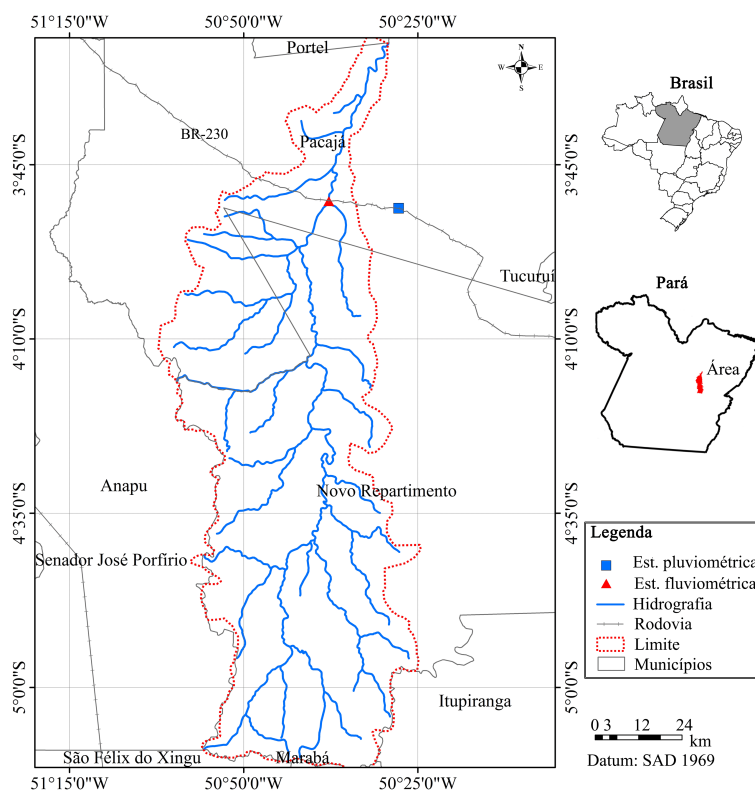 51°15'0"W
50°50'0"W
50°25'0"W
Portel
N
W
E
S
BR-230
Pacajá
3°45'0"S
3°45'0"S
Tucuruí
4°10'0"S
4°10'0"S
Anapu
Novo Repartimento
4°35'0"S
4°35'0"S
Senador José Porfírio
5°0'0"S
5°0'0"S
Itupiranga
São Félix do Xingu
Marabá
51°15'0"W
50°50'0"W
50°25'0"W
Brasil
Pará
Área
Legenda
Est. pluviométrica
Est. fluviométrica
Hidrografia
Rodovia
Limite
Municípios
0 3 6 12 24
km
Datum: SAD 1969